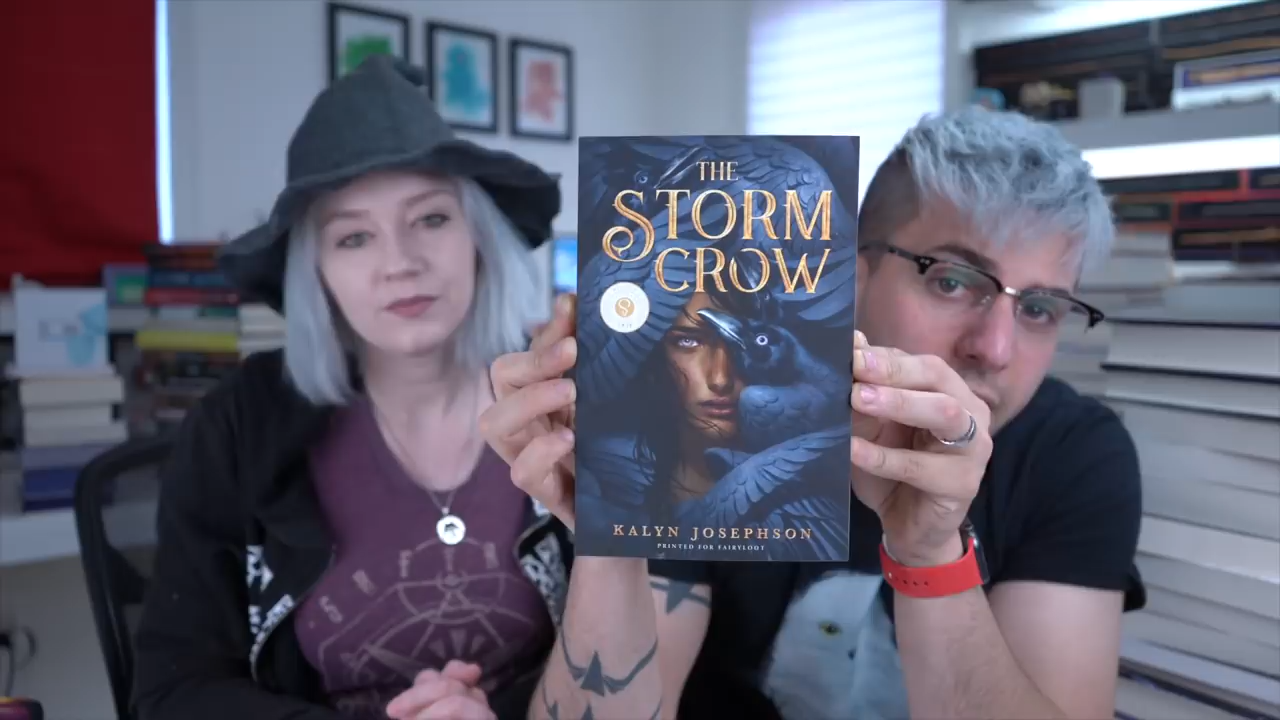 THE
STORM
CROW
KALYN JOSEPHSON
PRINTED FOR FAIRYLOOT